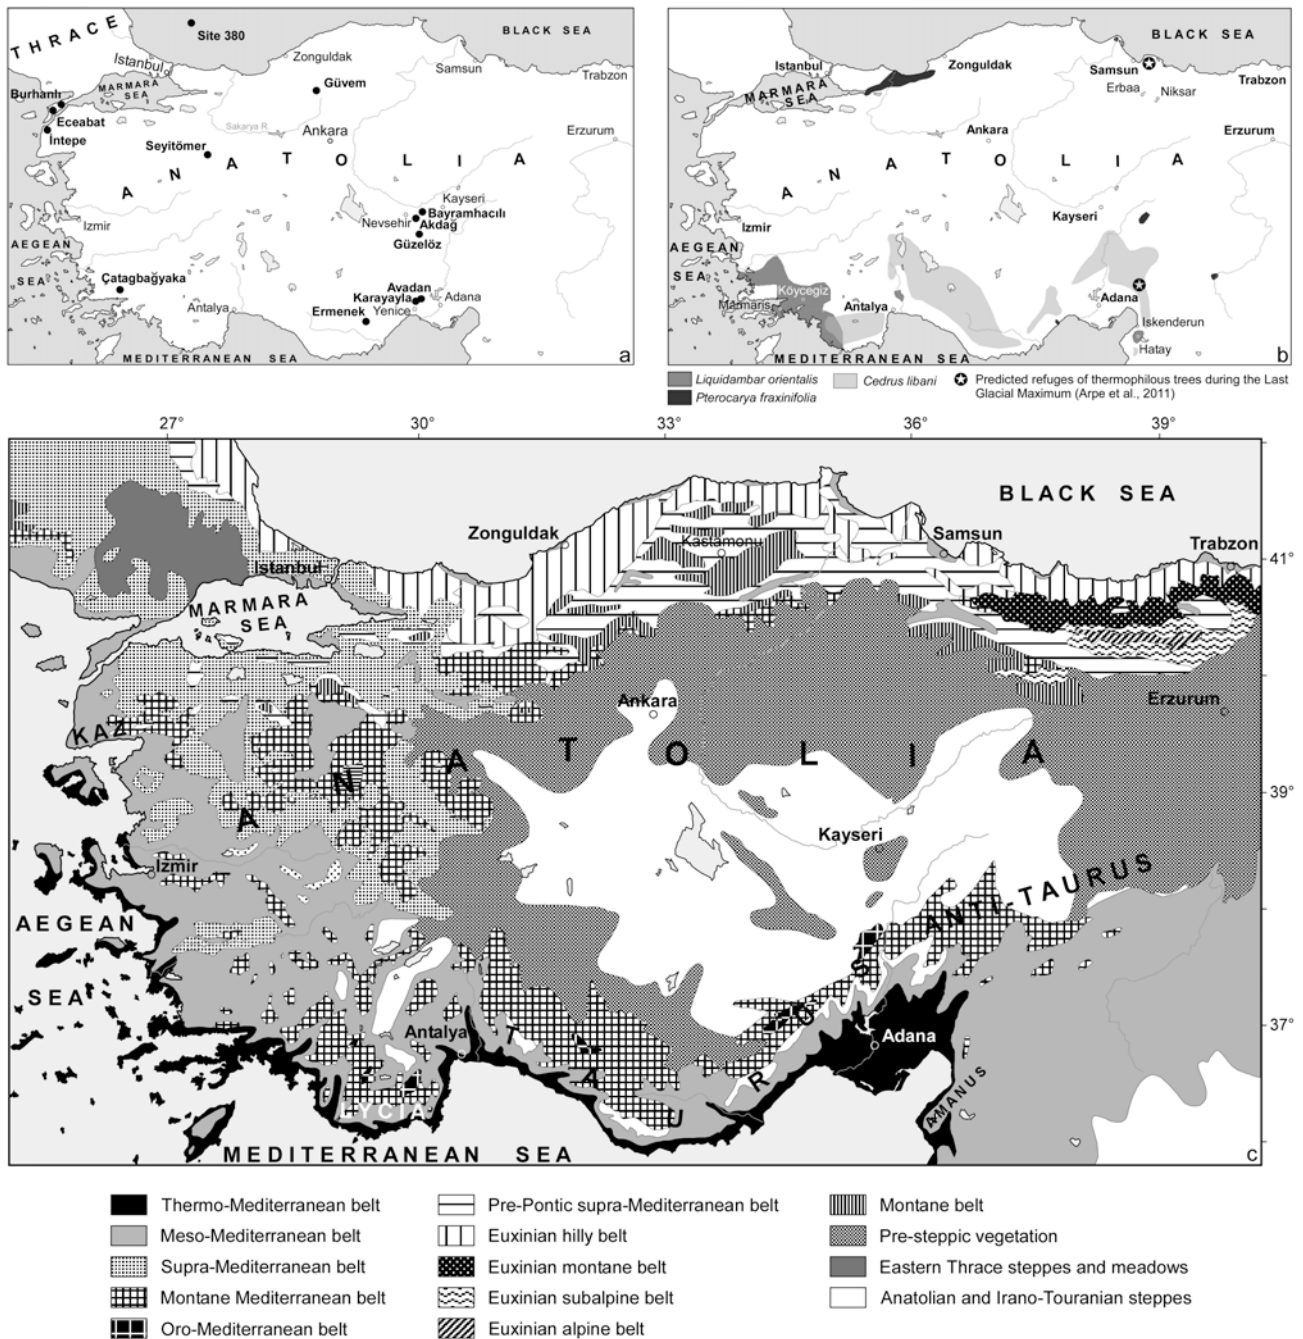 THRACE
Site 380
BLACK SEA
Istanbul
Zonguldak
Samsun
Trabzon
MARMARA
SEA
Güvem
Burhanlı
Eceabat
İntepe
Sakarya R.
Ankara
Erzurum
Seyitömer
ANATOLIA
Kayseri
Bayramhacılı
Nevsehir
Akdağ
Güzelöz
Izmir
AEGEAN
SEA
Çatagbağyaka
Avadan
Karayayla
Adana
Yenice
Antalya
Ermenek
MEDITERRANEAN SEA
a
BLACK SEA
Istanbul
Zonguldak
Samsun
Trabzon
Erbaa
Niksar
MARMARA
SEA
Ankara
Erzurum
ANATOLIA
Kayseri
Izmir
AEGEAN
SEA
Köycegiz
Marmaris
Antalya
Adana
Iskenderun
Hatay
MEDITERRANEAN SEA
b
Liquidambar orientalis
Pterocarya fraxinifolia
Cedrus libani
Predicted refuges of thermophilous trees during the Last
Glacial Maximum (Arpe et al., 2011)
27° 30° 33° 36° 39°
BLACK SEA
Zonguldak
Kastamonu
Samsun
Trabzon
41°
Istanbul
MARMARA
SEA
Ankara
Erzurum
KAZ
ANATOLIA
39°
Kayseri
Izmir
ANTI-TAURUS
AEGEAN
SEA
TAURUS
Antalya
Adana
37°
AMANUS
LYCIA
MEDITERRANEAN SEA
c
Thermo-Mediterranean belt
Meso-Mediterranean belt
Supra-Mediterranean belt
Montane Mediterranean belt
Oro-Mediterranean belt
Pre-Pontic supra-Mediterranean belt
Euxinian hilly belt
Euxinian montane belt
Euxinian subalpine belt
Euxinian alpine belt
Montane belt
Pre-steppic vegetation
Eastern Thrace steppes and meadows
Anatolian and Irano-Touranian steppes